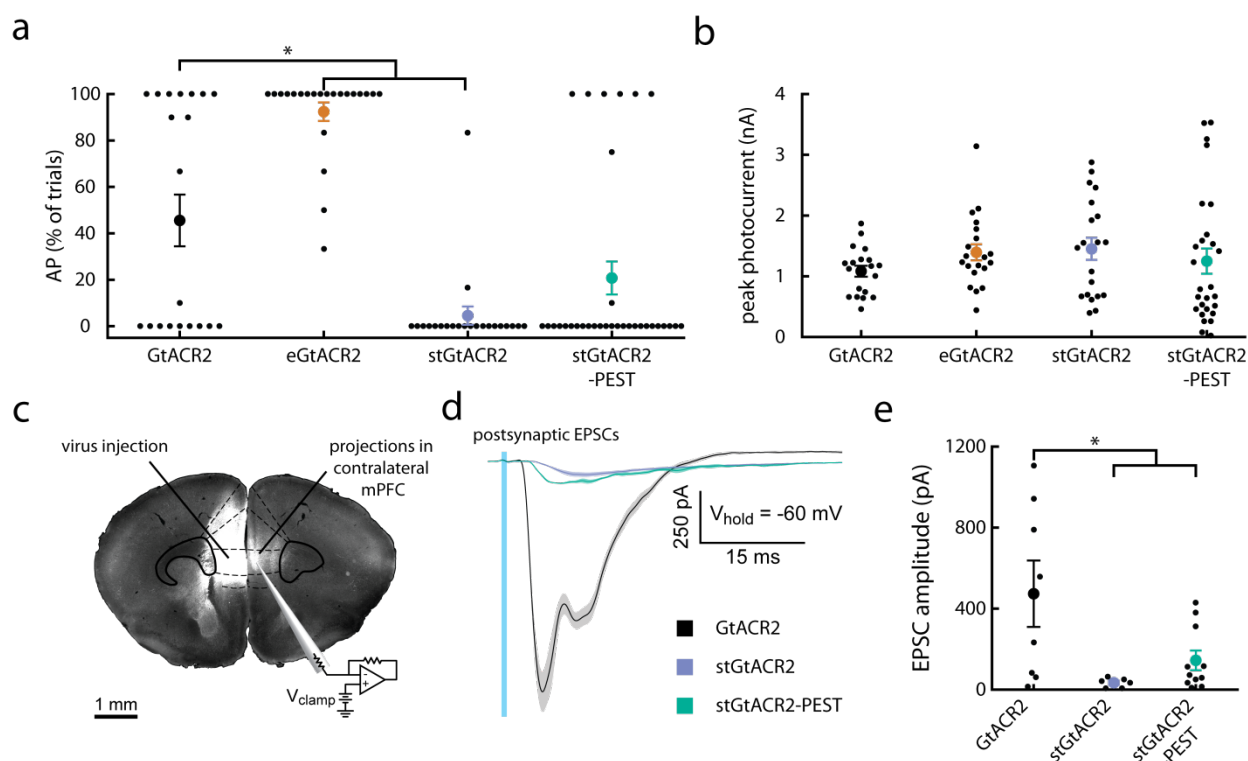 a
*
100
80
60
40
20
0
AP (% of trials)
GtACR2
eGtACR2
stGtACR2
stGtACR2
-PEST
b
4
3
2
1
0
peak photocurrent (nA)
GtACR2
eGtACR2
stGtACR2
stGtACR2
-PEST
c
virus injection
projections in
contralateral
mPFC
Vclamp
-
+
1 mm
d
postsynaptic EPSCs
250 pA
Vhold = -60 mV
15 ms
GtACR2
stGtACR2
stGtACR2-PEST
e
*
1200
800
400
0
EPSC amplitude (pA)
GtACR2
stGtACR2
stGtACR2
PEST